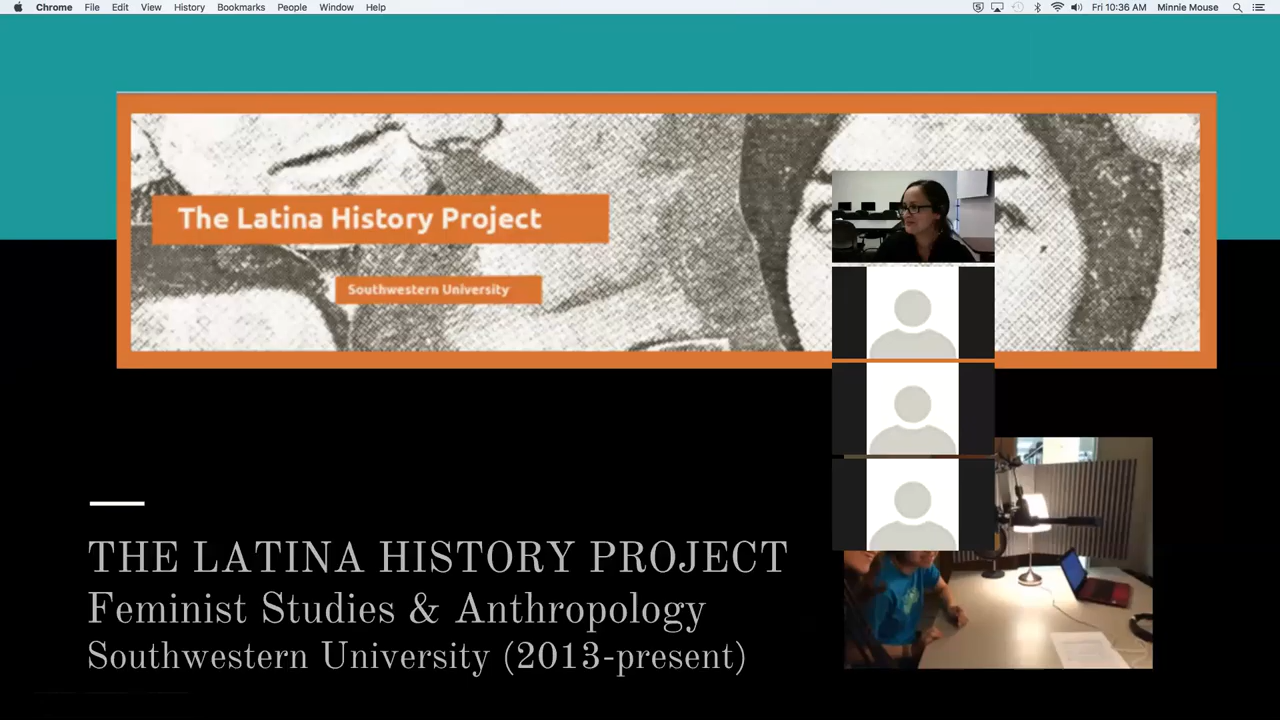 Chrome File Edit View History Bookmarks People Window Help Fri 10:36 AM Minnie Mouse
The Latina History Project
Southwestern University
THE LATINA HISTORY PROJECT
Feminist Studies & Anthropology
Southwestern University (2013-present)